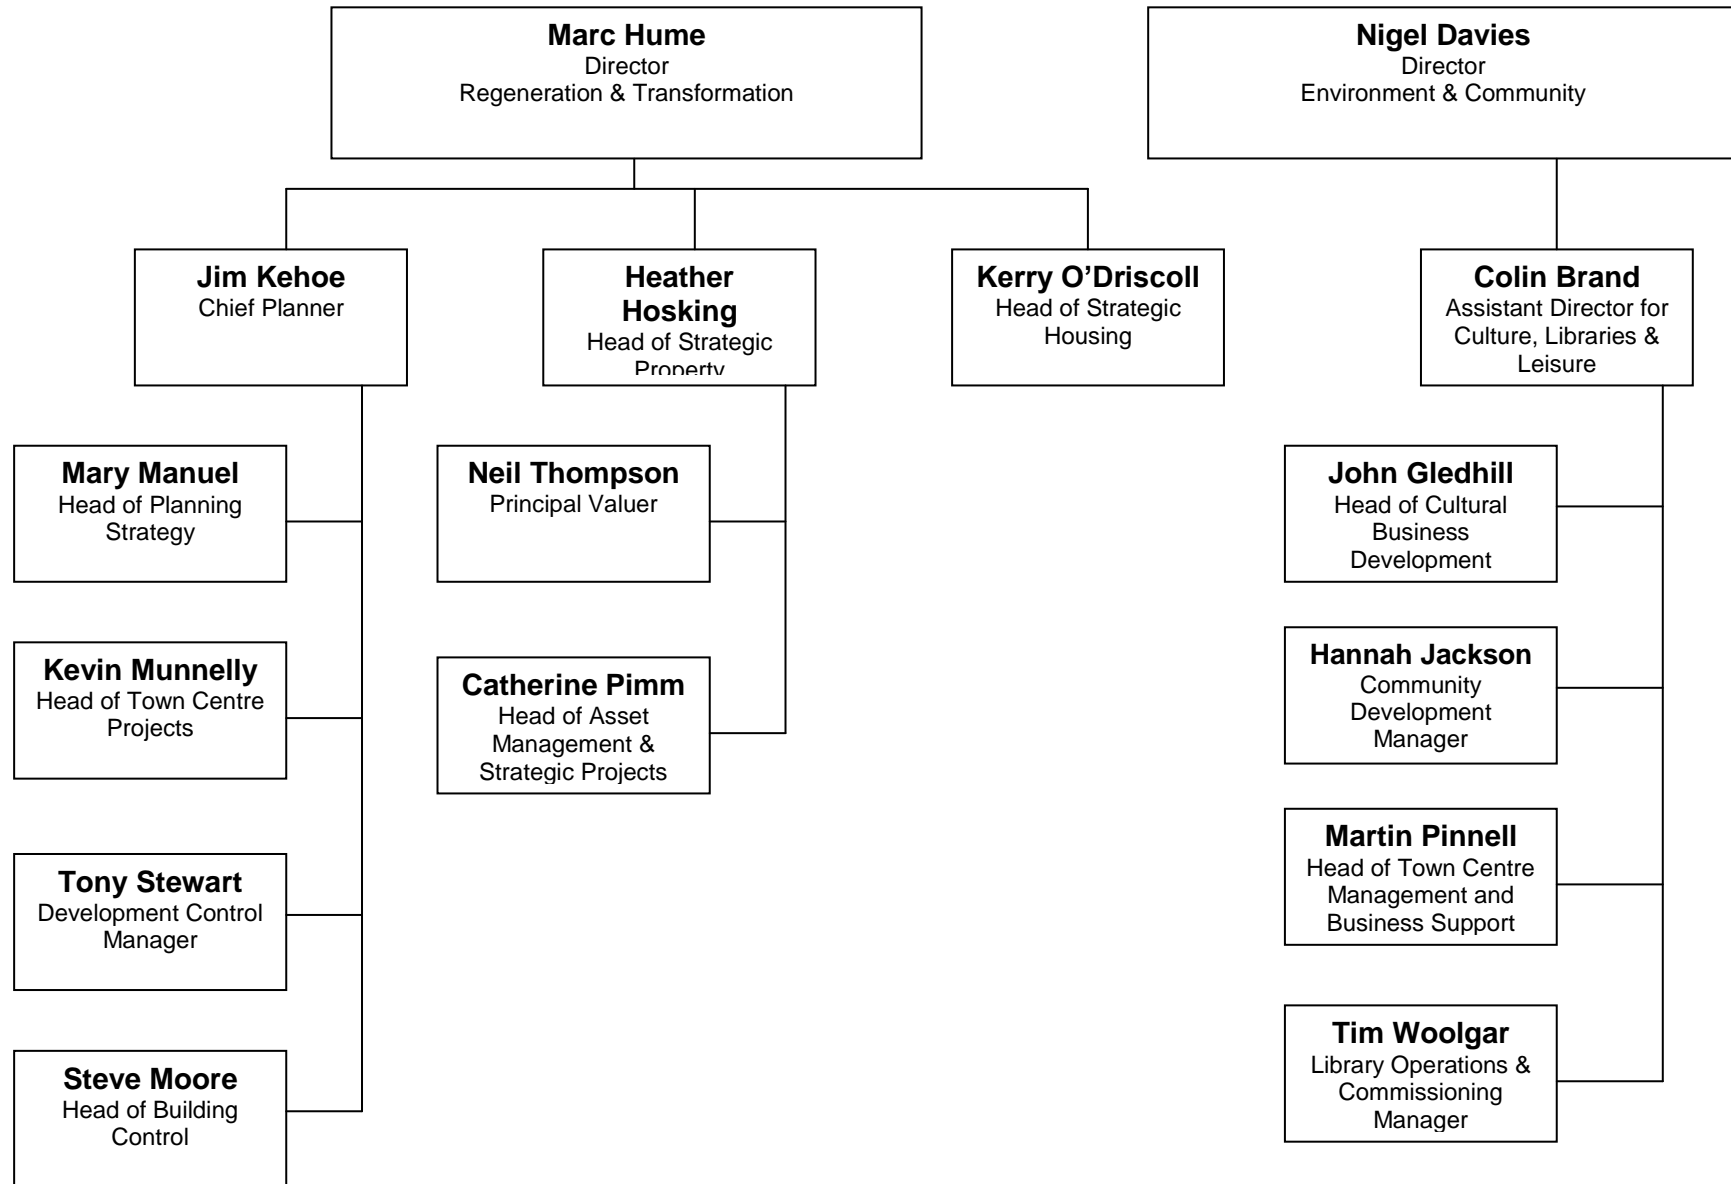 Marc Hume
Director
Regeneration & Transformation
Nigel Davies
Director
Environment & Community
Jim Kehoe
Chief Planner
Heather
Hosking
Head of Strategic
Property
Kerry O’Driscoll
Head of Strategic
Housing
Colin Brand
Assistant Director for
Culture, Libraries &
Leisure
Mary Manuel
Head of Planning
Strategy
Neil Thompson
Principal Valuer
John Gledhill
Head of Cultural
Business
Development
Kevin Munnelly
Head of Town Centre
Projects
Catherine Pimm
Head of Asset
Management &
Strategic Projects
Hannah Jackson
Community
Development
Manager
Tony Stewart
Development Control
Manager
Martin Pinnell
Head of Town Centre
Management and
Business Support
Steve Moore
Head of Building
Control
Tim Woolgar
Library Operations &
Commissioning
Manager